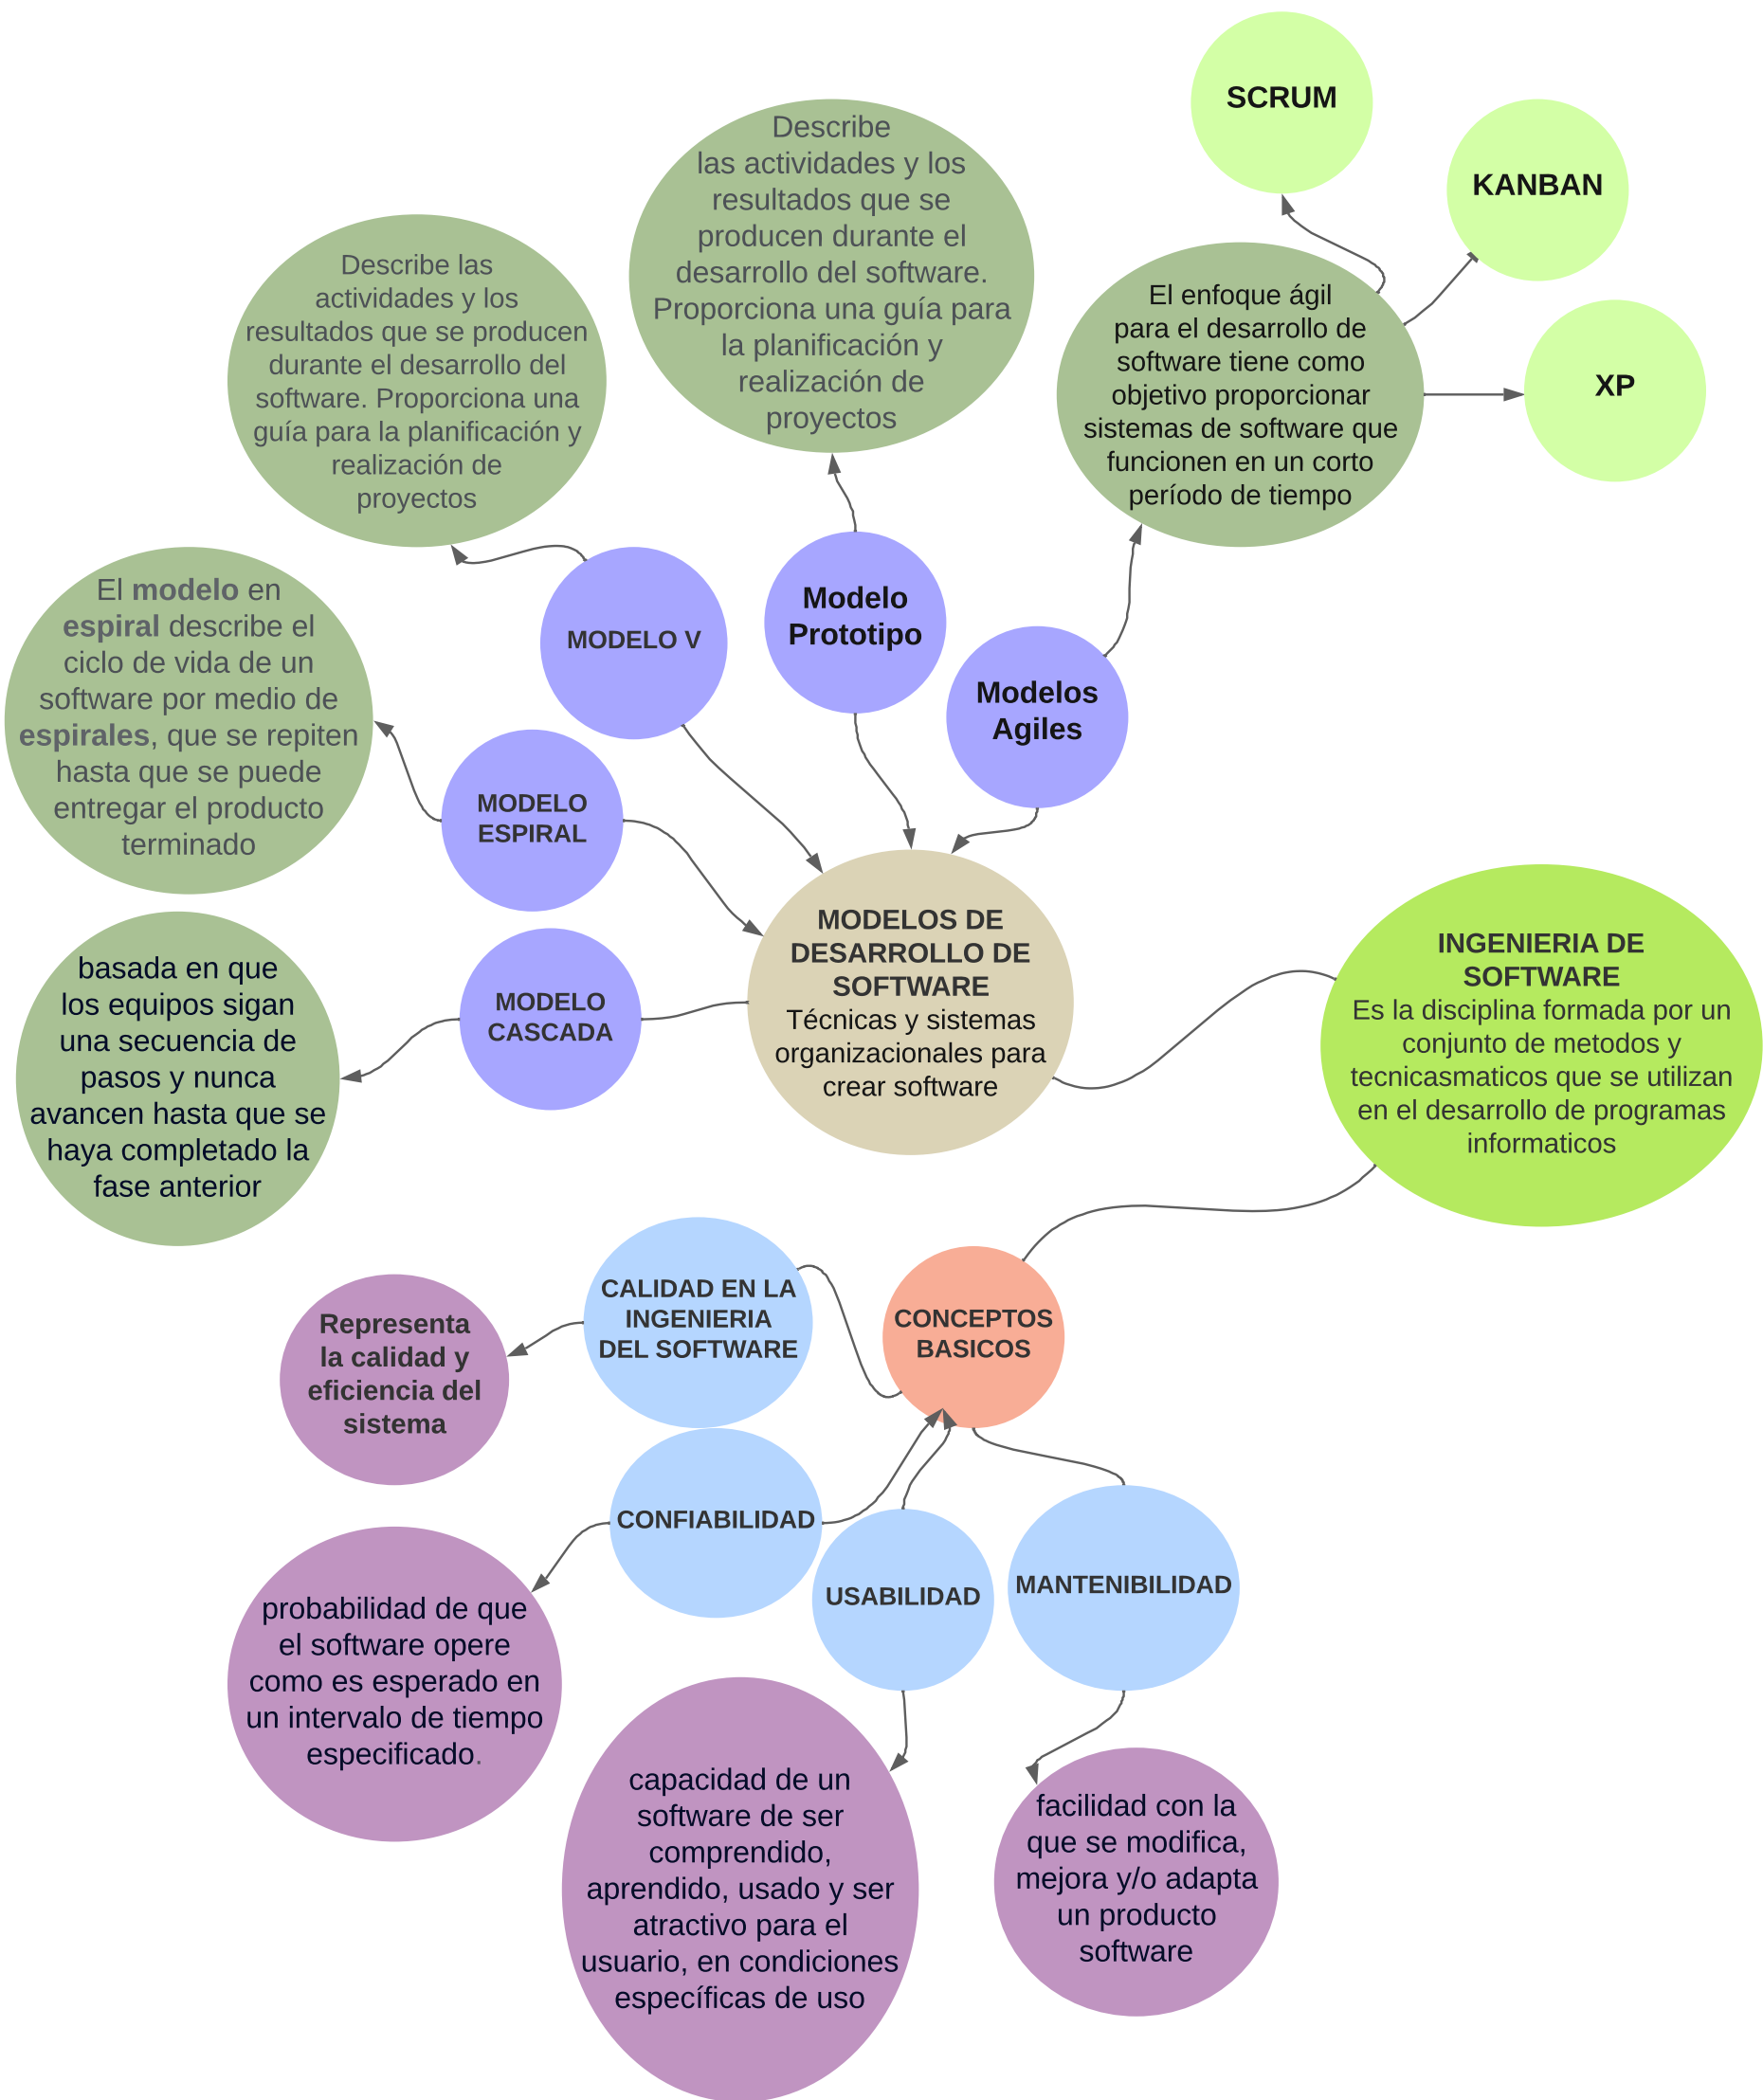 SCRUM
KANBAN
XP
Describe
las actividades y los
resultados que se
producen durante el
desarrollo del software.
Proporciona una guía para
la planificación y
realización de
proyectos
Describe las
actividades y los
resultados que se producen
durante el desarrollo del
software. Proporciona una
guía para la planificación y
realización de
proyectos
El enfoque ágil
para el desarrollo de
software tiene como
objetivo proporcionar
sistemas de software que
funcionen en un corto
período de tiempo
El modelo en
espiral describe el
ciclo de vida de un
software por medio de
espirales, que se repiten
hasta que se puede
entregar el producto
terminado
MODELO V
Modelo
Prototipo
Modelos
Agiles
MODELO
ESPIRAL
MODELO
CASCADA
basada en que
los equipos sigan
una secuencia de
pasos y nunca
avancen hasta que se
haya completado la
fase anterior
MODELOS DE
DESARROLLO DE
SOFTWARE
Técnicas y sistemas
organizacionales para
crear software
INGENIERIA DE
SOFTWARE
Es la disciplina formada por un
conjunto de metodos y
tecnicasmaticos que se utilizan
en el desarrollo de programas
informaticos
CALIDAD EN LA
INGENIERIA
DEL SOFTWARE
CONCEPTOS
BASICOS
Representa
la calidad y
eficiencia del
sistema
CONFIABILIDAD
USABILIDAD
MANTENIBILIDAD
probabilidad de que
el software opere
como es esperado en
un intervalo de tiempo
especificado.
capacidad de un
software de ser
comprendido,
aprendido, usado y ser
atractivo para el
usuario, en condiciones
específicas de uso
facilidad con la
que se modifica,
mejora y/o adapta
un producto
software